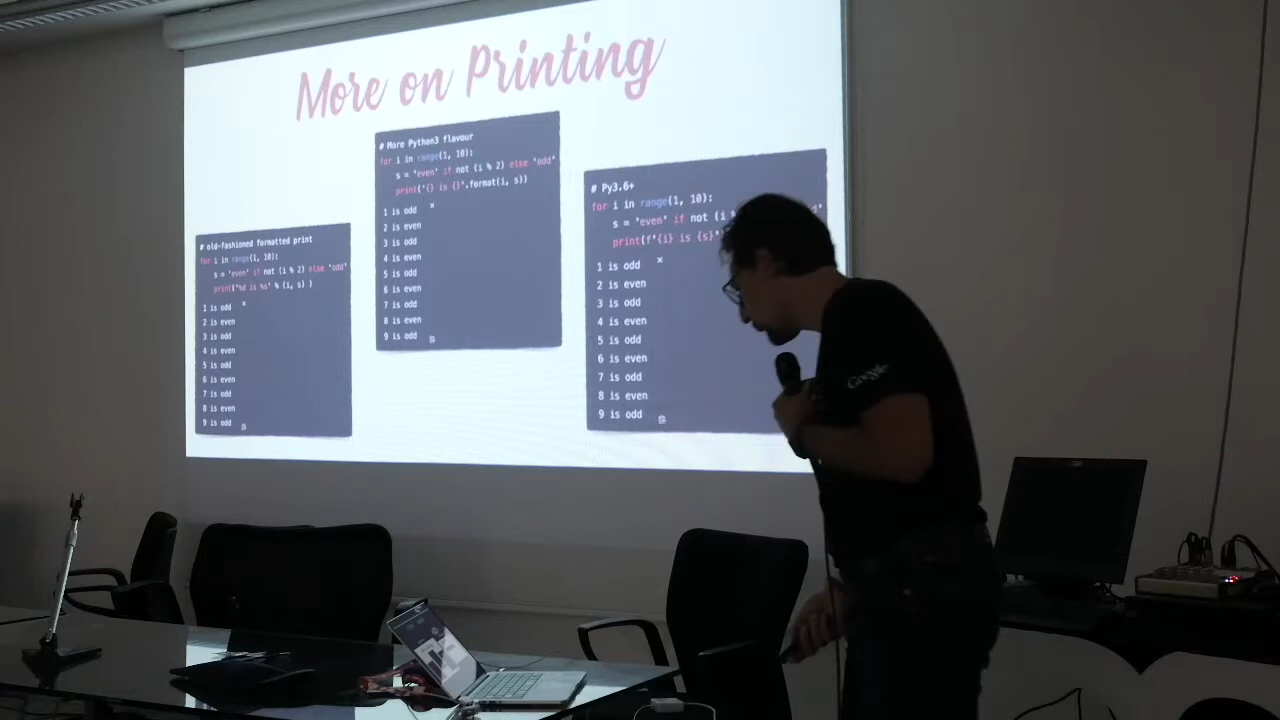 More on Printing
# old-fashioned formatted print
for i in range(1, 10):
s = 'even' if not (i % 2) else 'odd'
print('%d is %s' % (i, s) )
1 is odd
2 is even
3 is odd
4 is even
5 is odd
6 is even
7 is odd
8 is even
9 is odd
# More Python3 flavour
for i in range(1, 10):
s = 'even' if not (i % 2) else 'odd'
print('{} is {}'.format(i, s))
1 is odd
2 is even
3 is odd
4 is even
5 is odd
6 is even
7 is odd
8 is even
9 is odd
# Py3.6+
for i in range(1, 10):
s = 'even' if not (i %
print(f'{i} is {s}'
1 is odd
2 is even
3 is odd
4 is even
5 is odd
6 is even
7 is odd
8 is even
9 is odd
Google